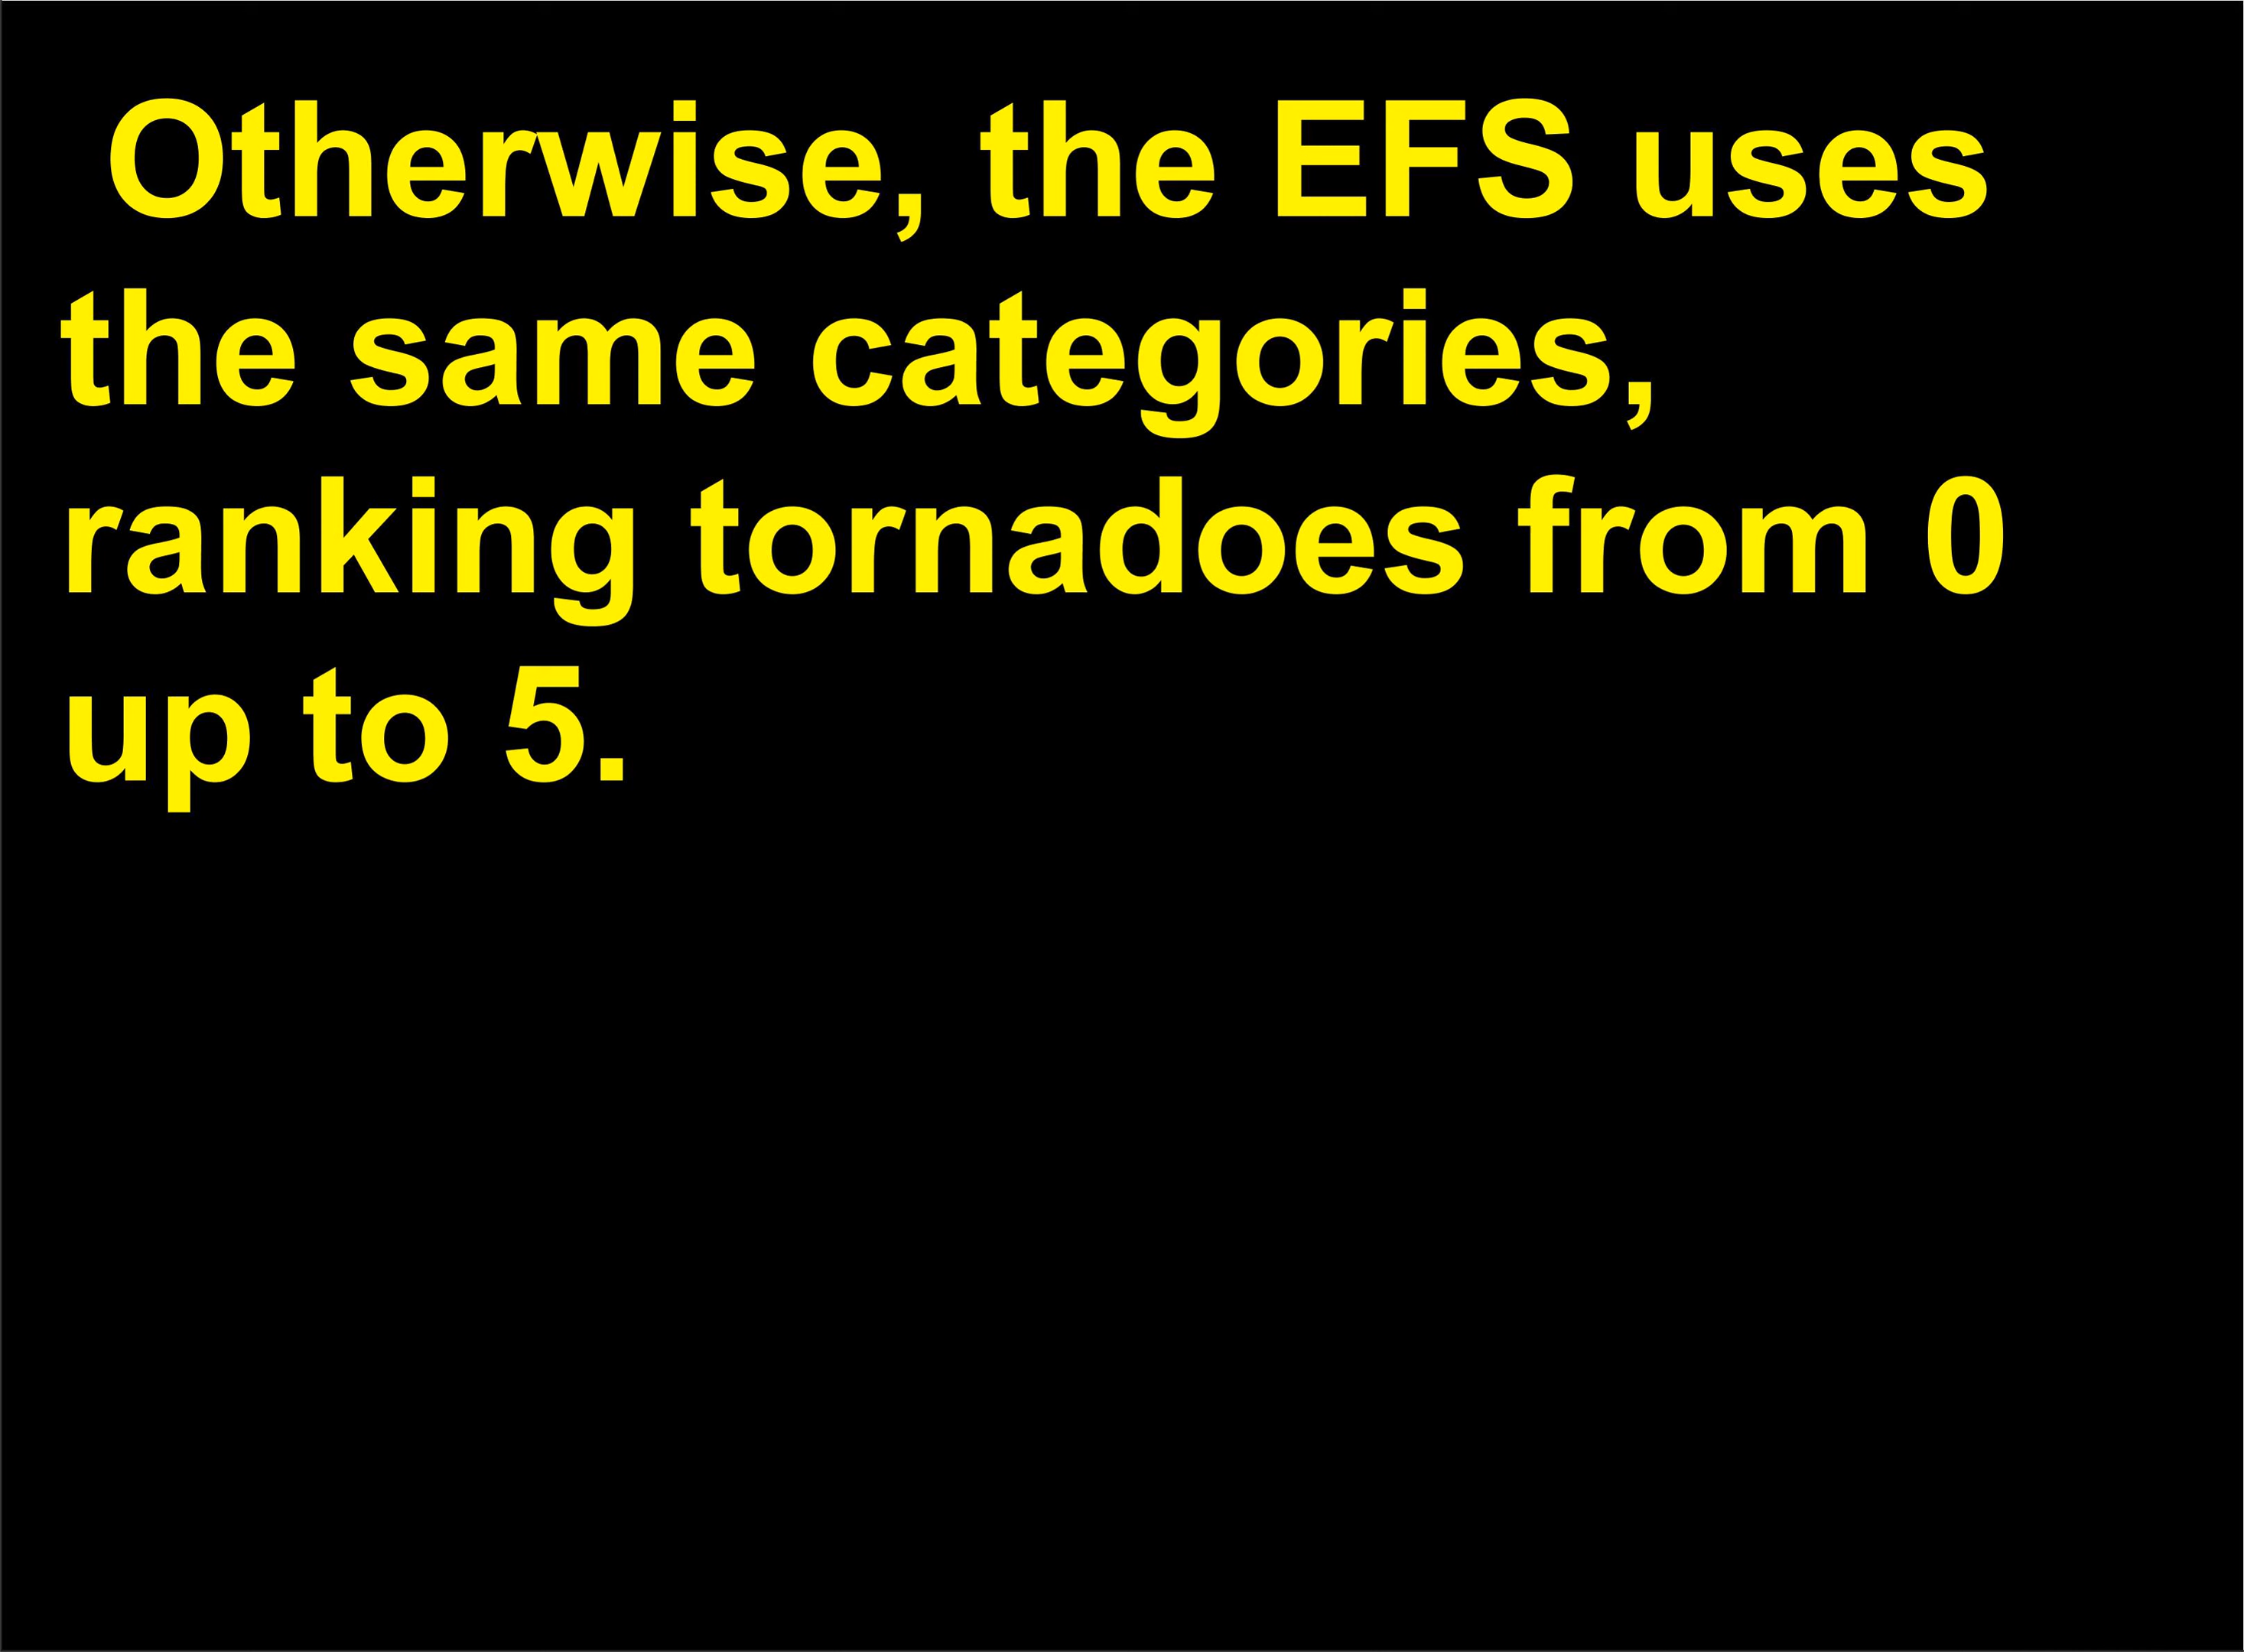 Otherwise, the EFS uses
the same categories,
ranking tornadoes from 0
up to 5.